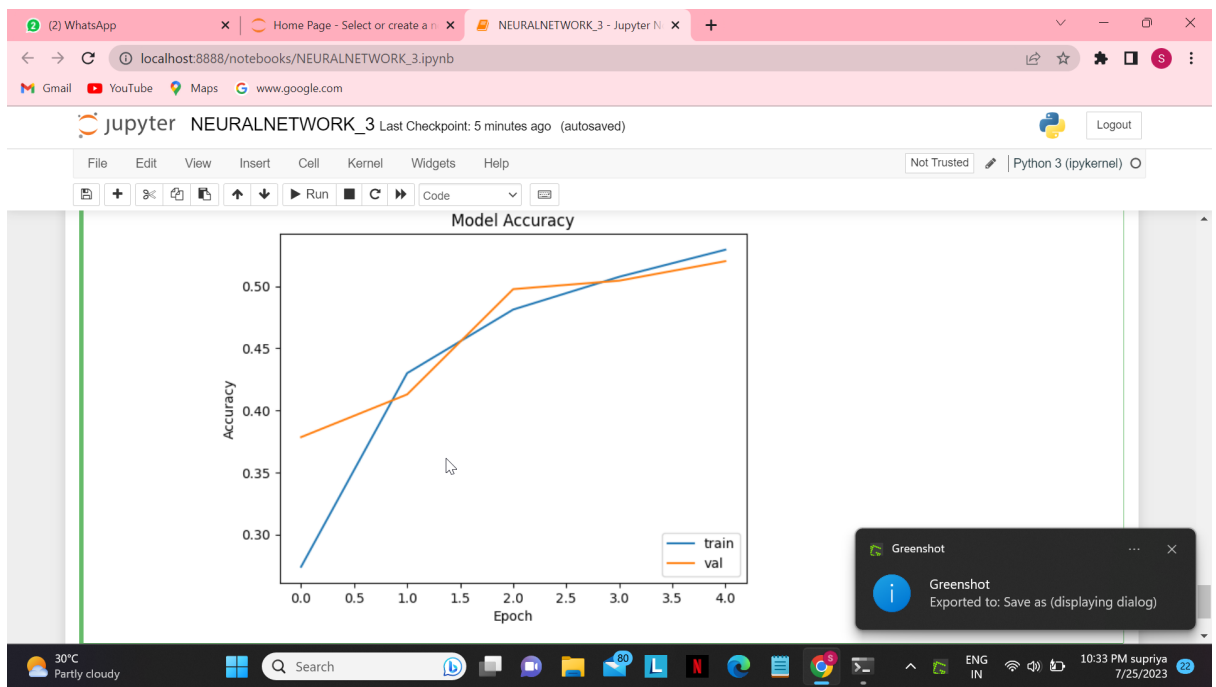 (2) WhatsApp
Home Page - Select or create a n
NEURALNETWORK_3 - Jupyter N
localhost:8888/notebooks/NEURALNETWORK_3.ipynb
S
Gmail YouTube Maps www.google.com
jupyter NEURALNETWORK_3 Last Checkpoint: 5 minutes ago (autosaved)
Logout
File Edit View Insert Cell Kernel Widgets Help
Not Trusted
Python 3 (ipykernel)
Run
Code
Model Accuracy
0.50
0.45
0.40
0.35
0.30
Accuracy
train
val
0.0 0.5 1.0 1.5 2.0 2.5 3.0 3.5 4.0
Epoch
Greenshot
Greenshot
Exported to: Save as (displaying dialog)
30°C
Partly cloudy
Search
80
ENG
IN
10:33 PM supriya
7/25/2023
22